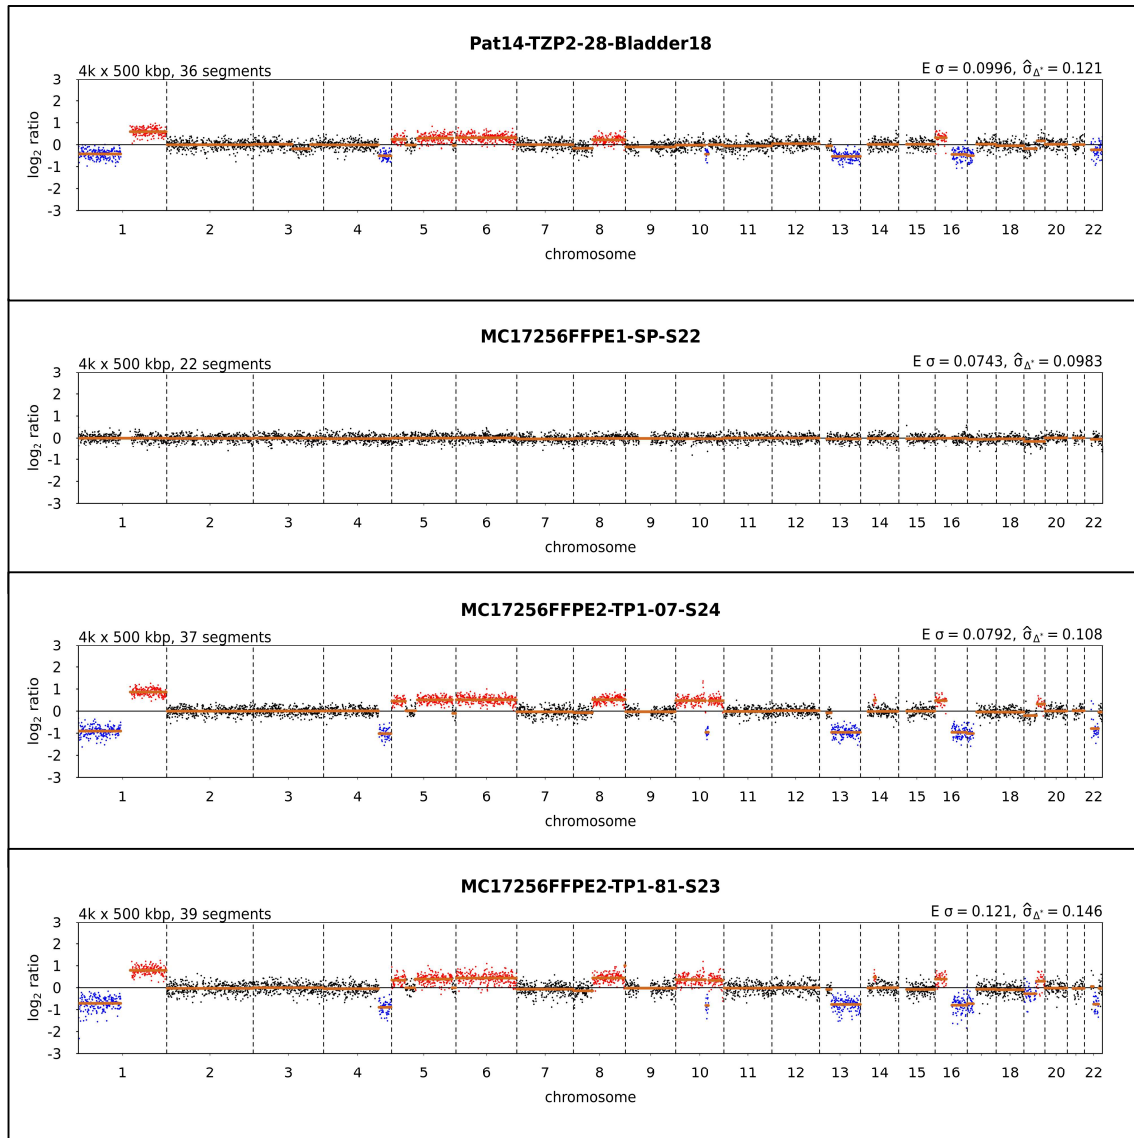 Pat14-TZP2-28-Bladder18
4k x 500 kbp, 36 segments
E σ = 0.0996, σ̂Δ* = 0.121
3
2
1
0
-1
-2
-3
log2 ratio
1 2 3 4 5 6 7 8 9 10 11 12 13 14 15 16 18 20 22
chromosome
MC17256FFPE1-SP-S22
4k x 500 kbp, 22 segments
E σ = 0.0743, σ̂Δ* = 0.0983
3
2
1
0
-1
-2
-3
log2 ratio
1 2 3 4 5 6 7 8 9 10 11 12 13 14 15 16 18 20 22
chromosome
MC17256FFPE2-TP1-07-S24
4k x 500 kbp, 37 segments
E σ = 0.0792, σ̂Δ* = 0.108
3
2
1
0
-1
-2
-3
log2 ratio
1 2 3 4 5 6 7 8 9 10 11 12 13 14 15 16 18 20 22
chromosome
MC17256FFPE2-TP1-81-S23
4k x 500 kbp, 39 segments
E σ = 0.121, σ̂Δ* = 0.146
3
2
1
0
-1
-2
-3
log2 ratio
1 2 3 4 5 6 7 8 9 10 11 12 13 14 15 16 18 20 22
chromosome